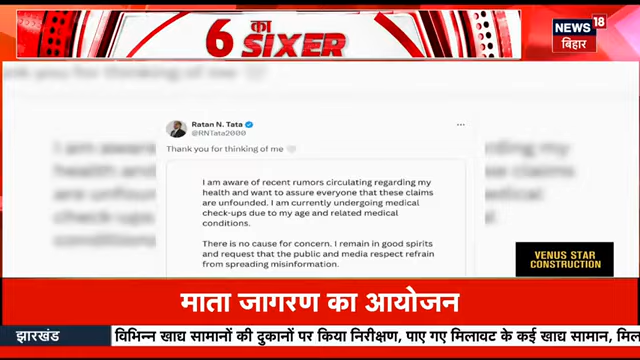 6 का SIXER
NEWS 18
बिहार
Ratan N. Tata
@RNTata2000
Thank you for thinking of me 🤍
I am aware of recent rumors circulating regarding my
health and want to assure everyone that these claims
are unfounded. I am currently undergoing medical
check-ups due to my age and related medical
conditions.
There is no cause for concern. I remain in good spirits
and request that the public and media respect refrain
from spreading misinformation.
VENUS STAR
CONSTRUCTION
माता जागरण का आयोजन
झारखंड
विभिन्न खाद्य सामानों की दुकानों पर किया निरीक्षण, पाए गए मिलावट के कई खाद्य सामान,